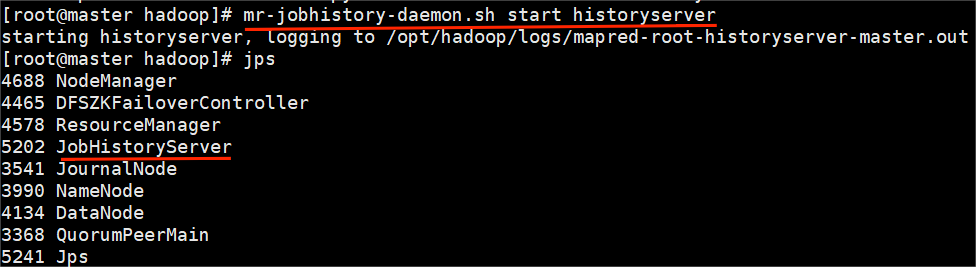 [root@master hadoop]# mr-jobhistory-daemon.sh start historyserver
starting historyserver, logging to /opt/hadoop/logs/mapred-root-historyserver-master.out
[root@master hadoop]# jps
4688 NodeManager
4465 DFSZKFailoverController
4578 ResourceManager
5202 JobHistoryServer
3541 JournalNode
3990 NameNode
4134 DataNode
3368 QuorumPeerMain
5241 Jps